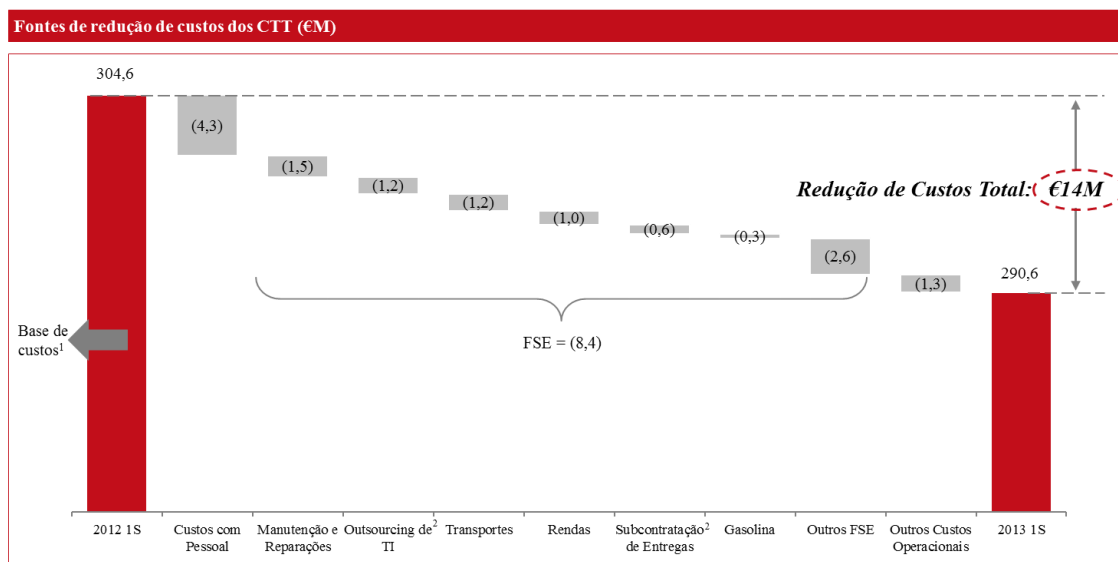 Fontes de redução de custos dos CTT (€M)
304,6
(4,3)
(1,5)
(1,2)
(1,2)
(1,0)
(0,6)
(0,3)
(2,6)
(1,3)
290,6
Redução de Custos Total: €14M
Base de
custos1
FSE = (8,4)
2012 1S
Custos com
Pessoal
Manutenção e
Reparações
Outsourcing de2
TI
Transportes
Rendas
Subcontratação2
de Entregas
Gasolina
Outros FSE
Outros Custos
Operacionais
2013 1S